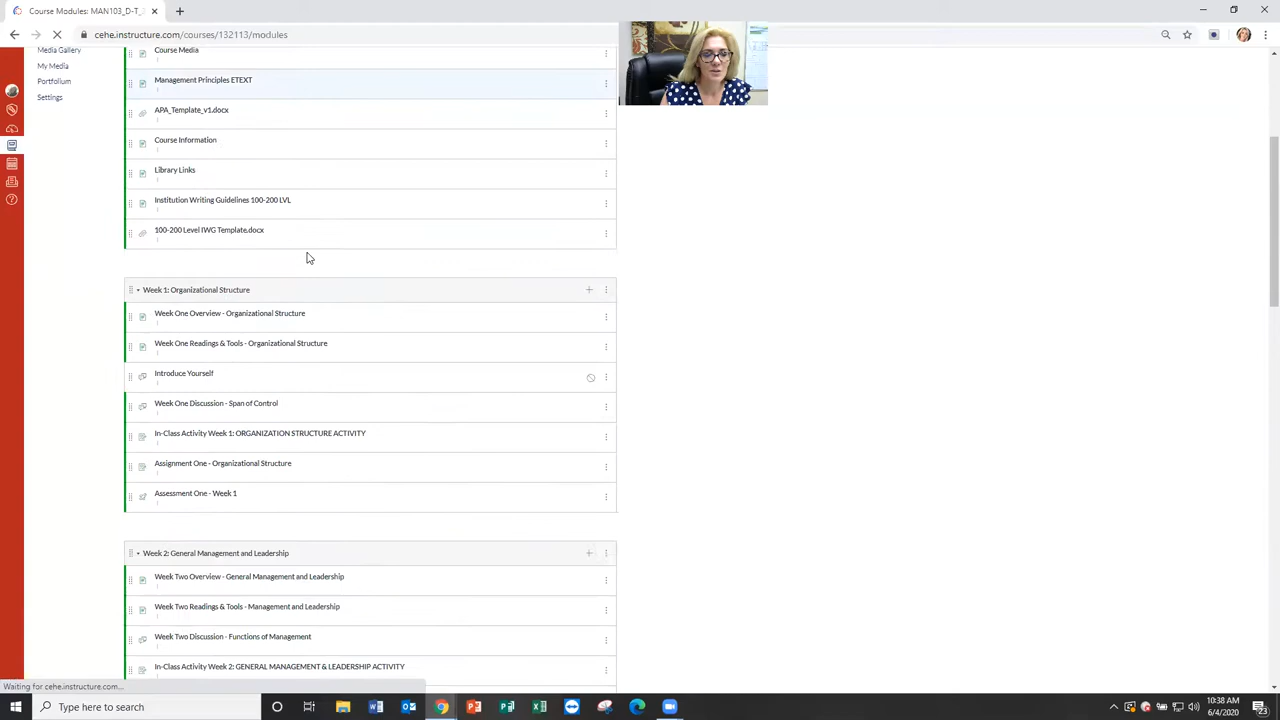 Course Modules: MAN103_D_T
cehe.instructure.com/courses/132115/modules
Media Gallery
My Media
Portfolium
Settings
Course Media
Management Principles ETEXT
APA_Template_v1.docx
Course Information
Library Links
Institution Writing Guidelines 100-200 LVL
100-200 Level IWG Template.docx
Week 1: Organizational Structure
Week One Overview - Organizational Structure
Week One Readings & Tools - Organizational Structure
Introduce Yourself
Week One Discussion - Span of Control
In-Class Activity Week 1: ORGANIZATION STRUCTURE ACTIVITY
Assignment One - Organizational Structure
Assessment One - Week 1
Week 2: General Management and Leadership
Week Two Overview - General Management and Leadership
Week Two Readings & Tools - Management and Leadership
Week Two Discussion - Functions of Management
In-Class Activity Week 2: GENERAL MANAGEMENT & LEADERSHIP ACTIVITY
Waiting for cehe.instructure.com...
Type here to search
10:38 AM
6/4/2020